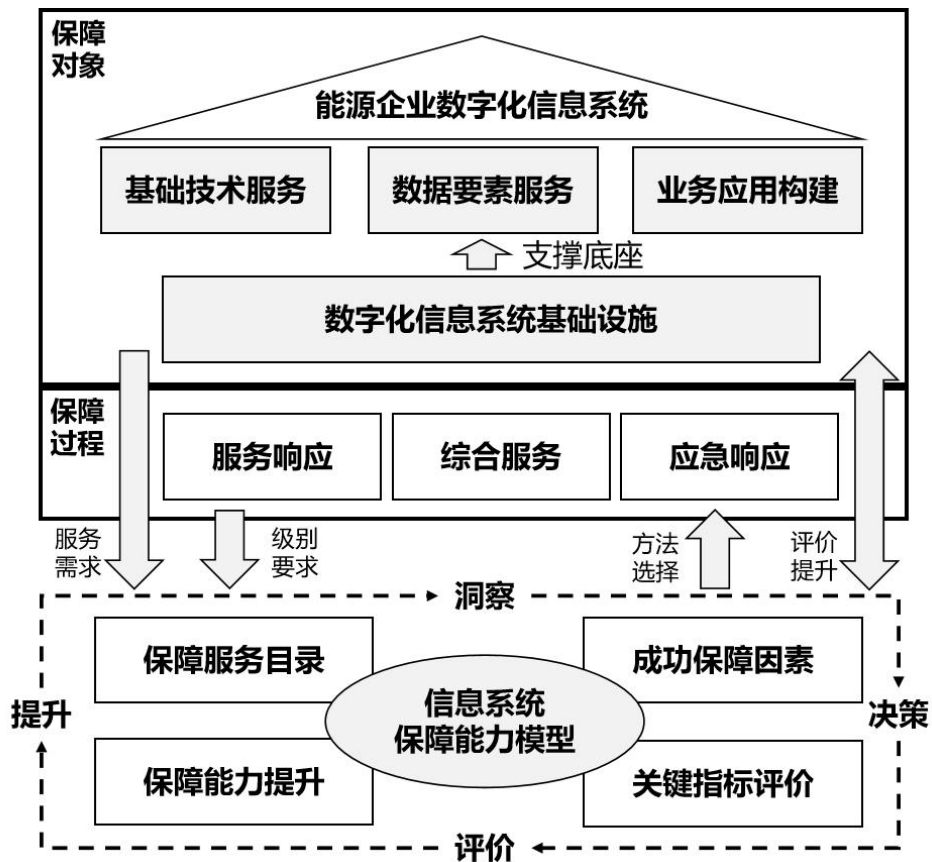 保障
对象
能源企业数字化信息系统
基础技术服务
数据要素服务
业务应用构建
支撑底座
数字化信息系统基础设施
保障
过程
服务响应
综合服务
应急响应
服务
需求
级别
要求
方法
选择
评价
提升
洞察
保障服务目录
成功保障因素
信息系统
保障能力模型
提升
决策
保障能力提升
关键指标评价
评价